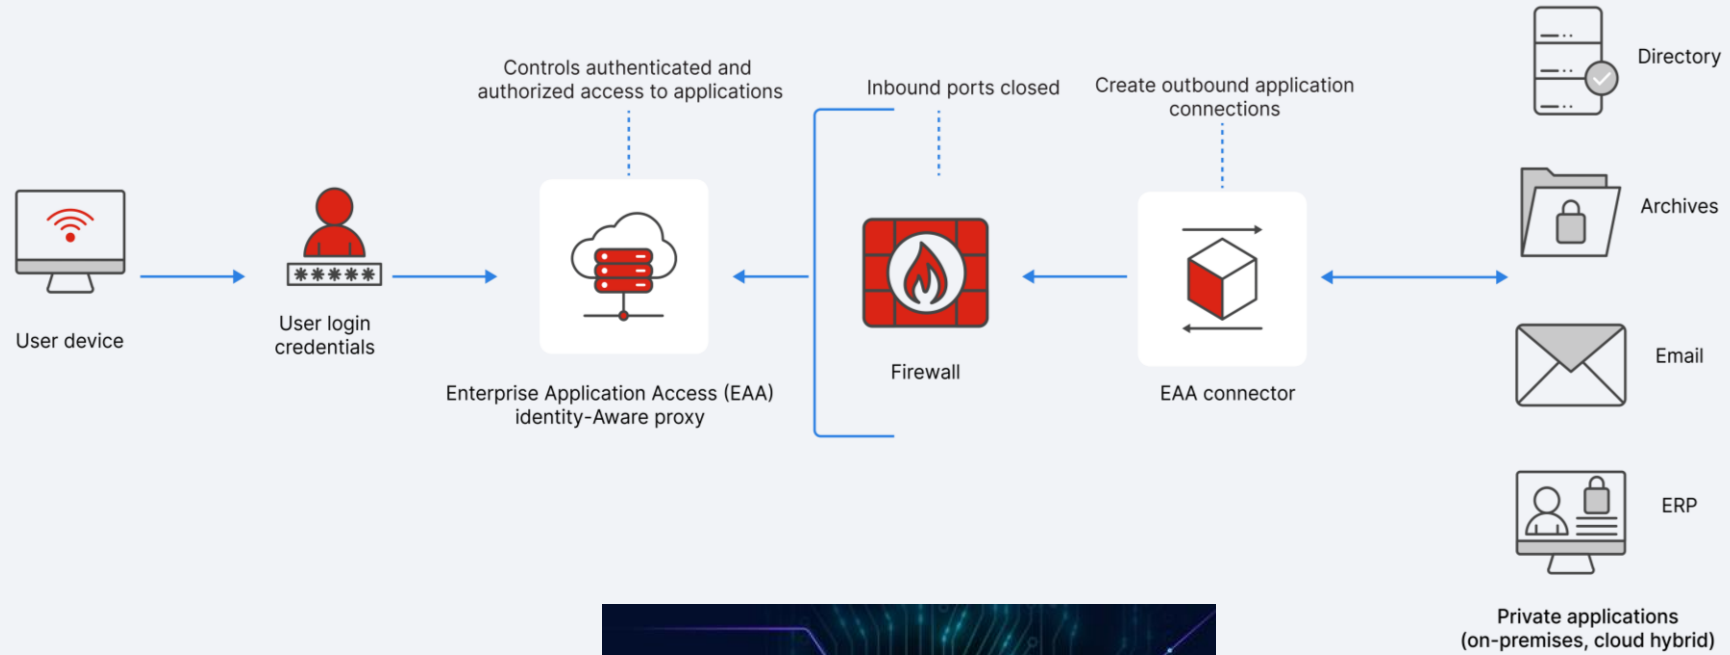 Controls authenticated and
authorized access to applications
Inbound ports closed
Create outbound application
connections
Directory
Archives
*****
User device
User login
credentials
Enterprise Application Access (EAA)
identity-Aware proxy
Firewall
EAA connector
Email
ERP
Private applications
(on-premises, cloud hybrid)